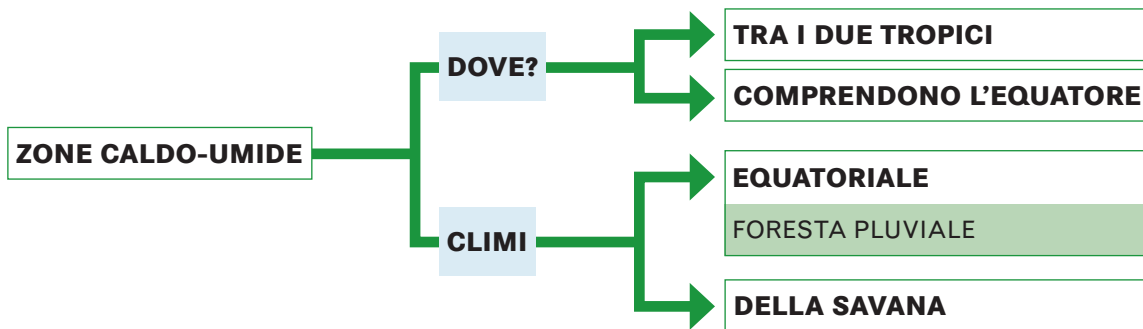 ZONE CALDO-UMIDE
DOVE?
TRA I DUE TROPICI
COMPRENDONO L’EQUATORE
CLIMI
EQUATORIALE
FORESTA PLUVIALE
DELLA SAVANA